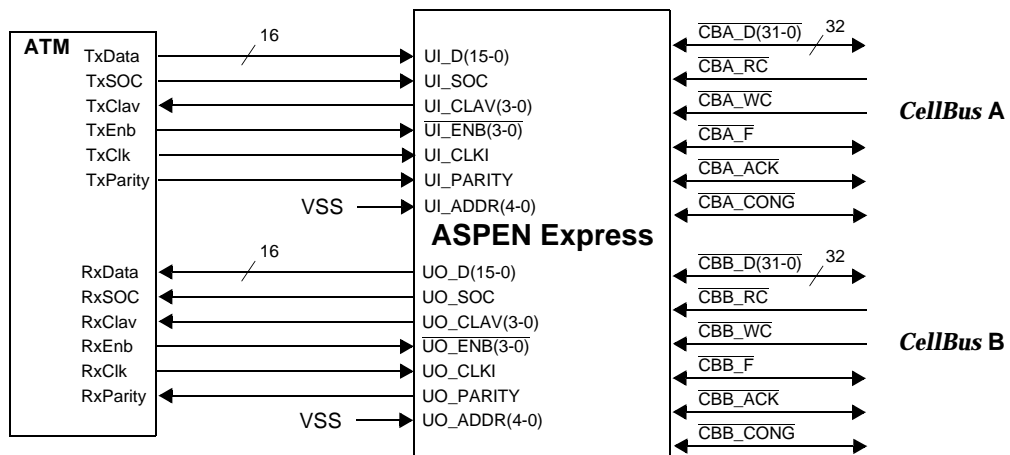 ATM
TxData
TxSOC
TxClav
TxEnb
TxClk
TxParity
VSS
16
UI_D(15-0)
UI_SOC
UI_CLAV(3-0)
UI_ENB(3-0)
UI_CLKI
UI_PARITY
UI_ADDR(4-0)
ASPEN Express
RxData
RxSOC
RxClav
RxEnb
RxClk
RxParity
VSS
16
UO_D(15-0)
UO_SOC
UO_CLAV(3-0)
UO_ENB(3-0)
UO_CLKI
UO_PARITY
UO_ADDR(4-0)
CBA_D(31-0)
32
CBA_RC
CBA_WC
CBA_F
CBA_ACK
CBA_CONG
CellBus A
CBB_D(31-0)
32
CBB_RC
CBB_WC
CBB_F
CBB_ACK
CBB_CONG
CellBus B